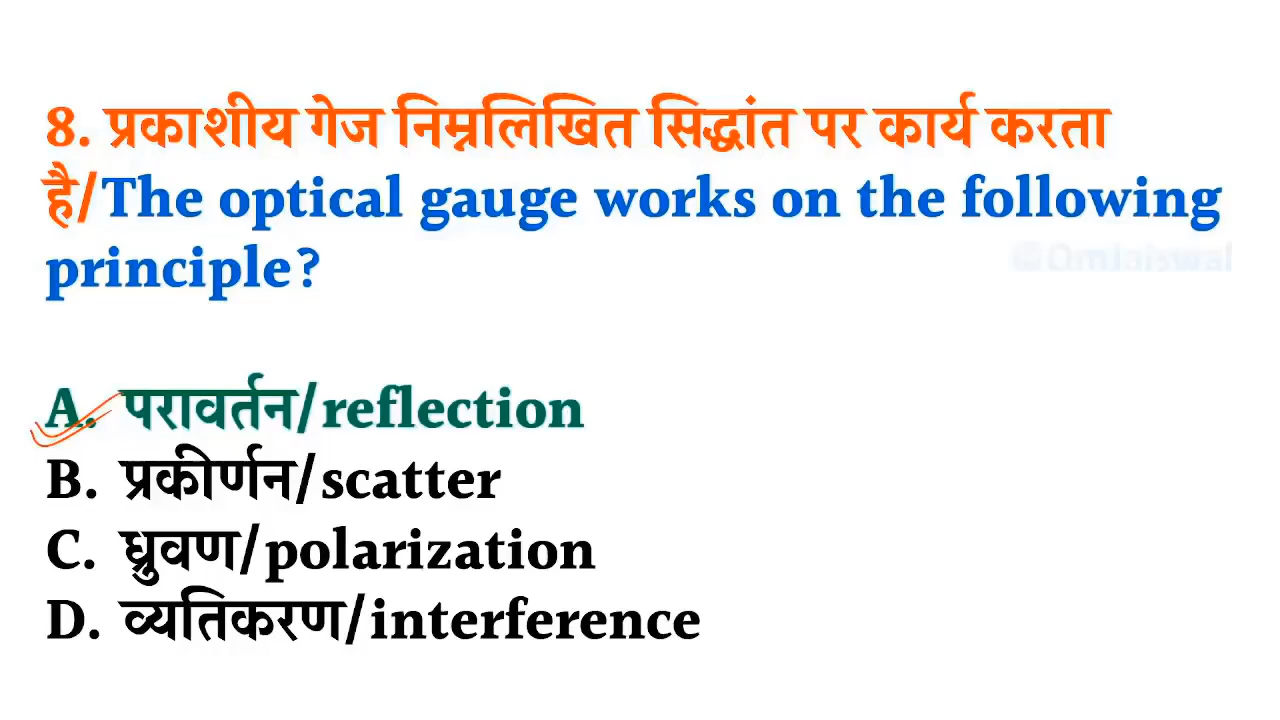 8. प्रकाशीय गेज निम्नलिखित सिद्धांत पर कार्य करता
है/The optical gauge works on the following
principle?
A. परावर्तन/reflection
B. प्रकीर्णन/scatter
C. ध्रुवण/polarization
D. व्यतिकरण/interference